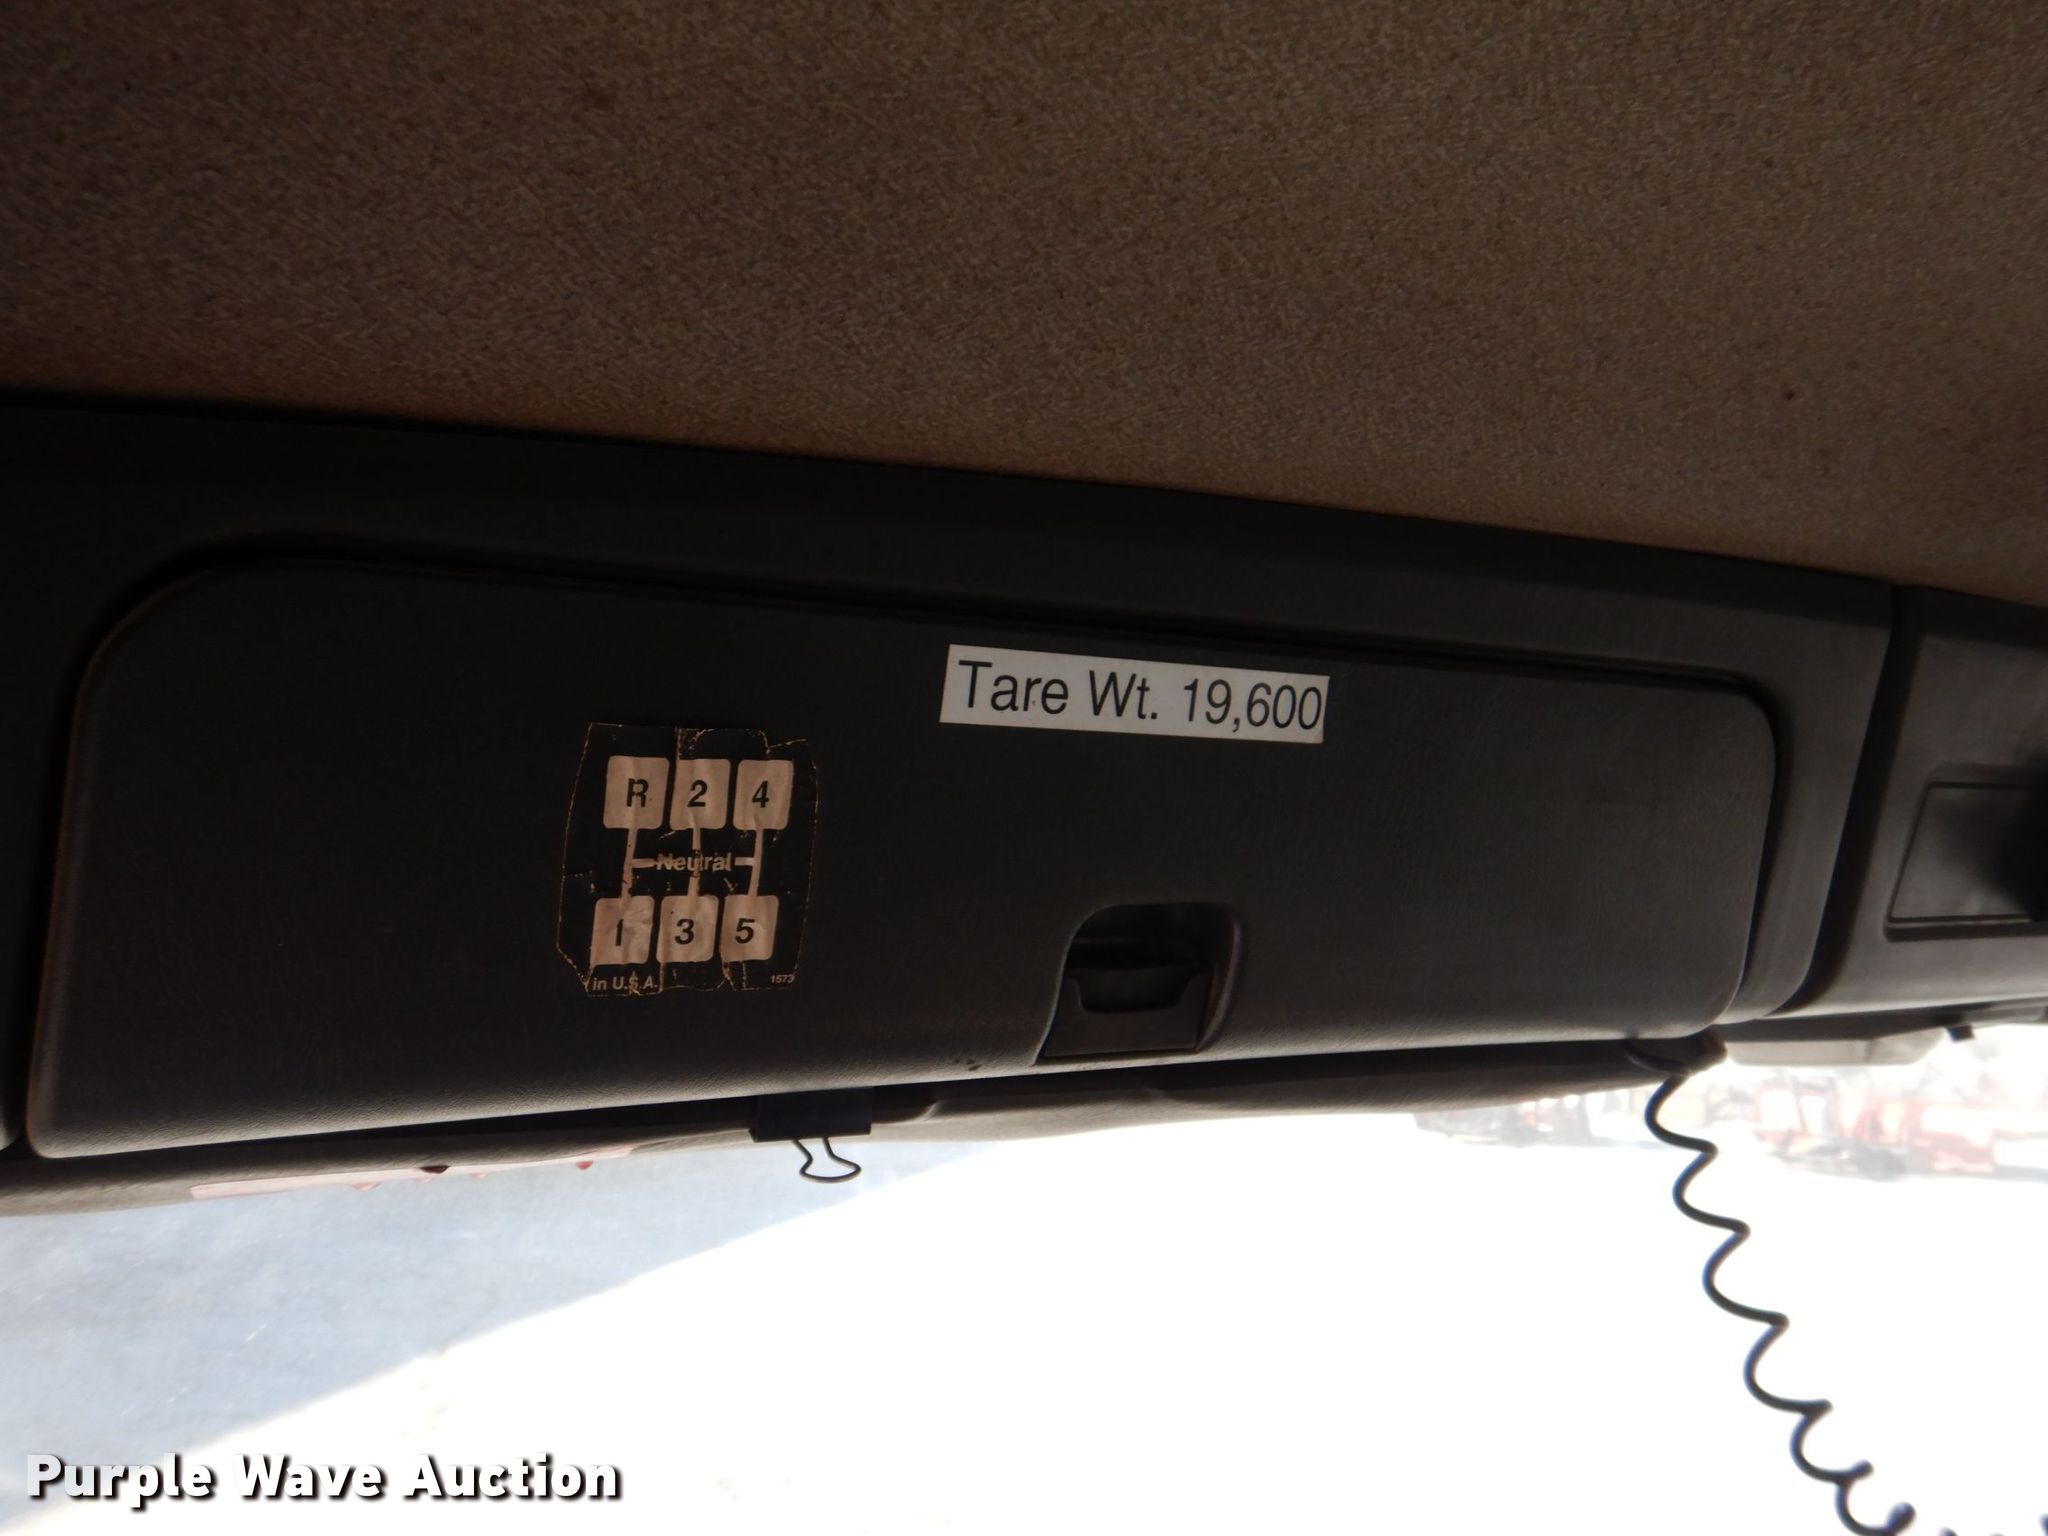 Tare Wt. 19,600
R 2 4
Neutral
1 3 5
in U.S.A. 1573
Purple Wave Auction